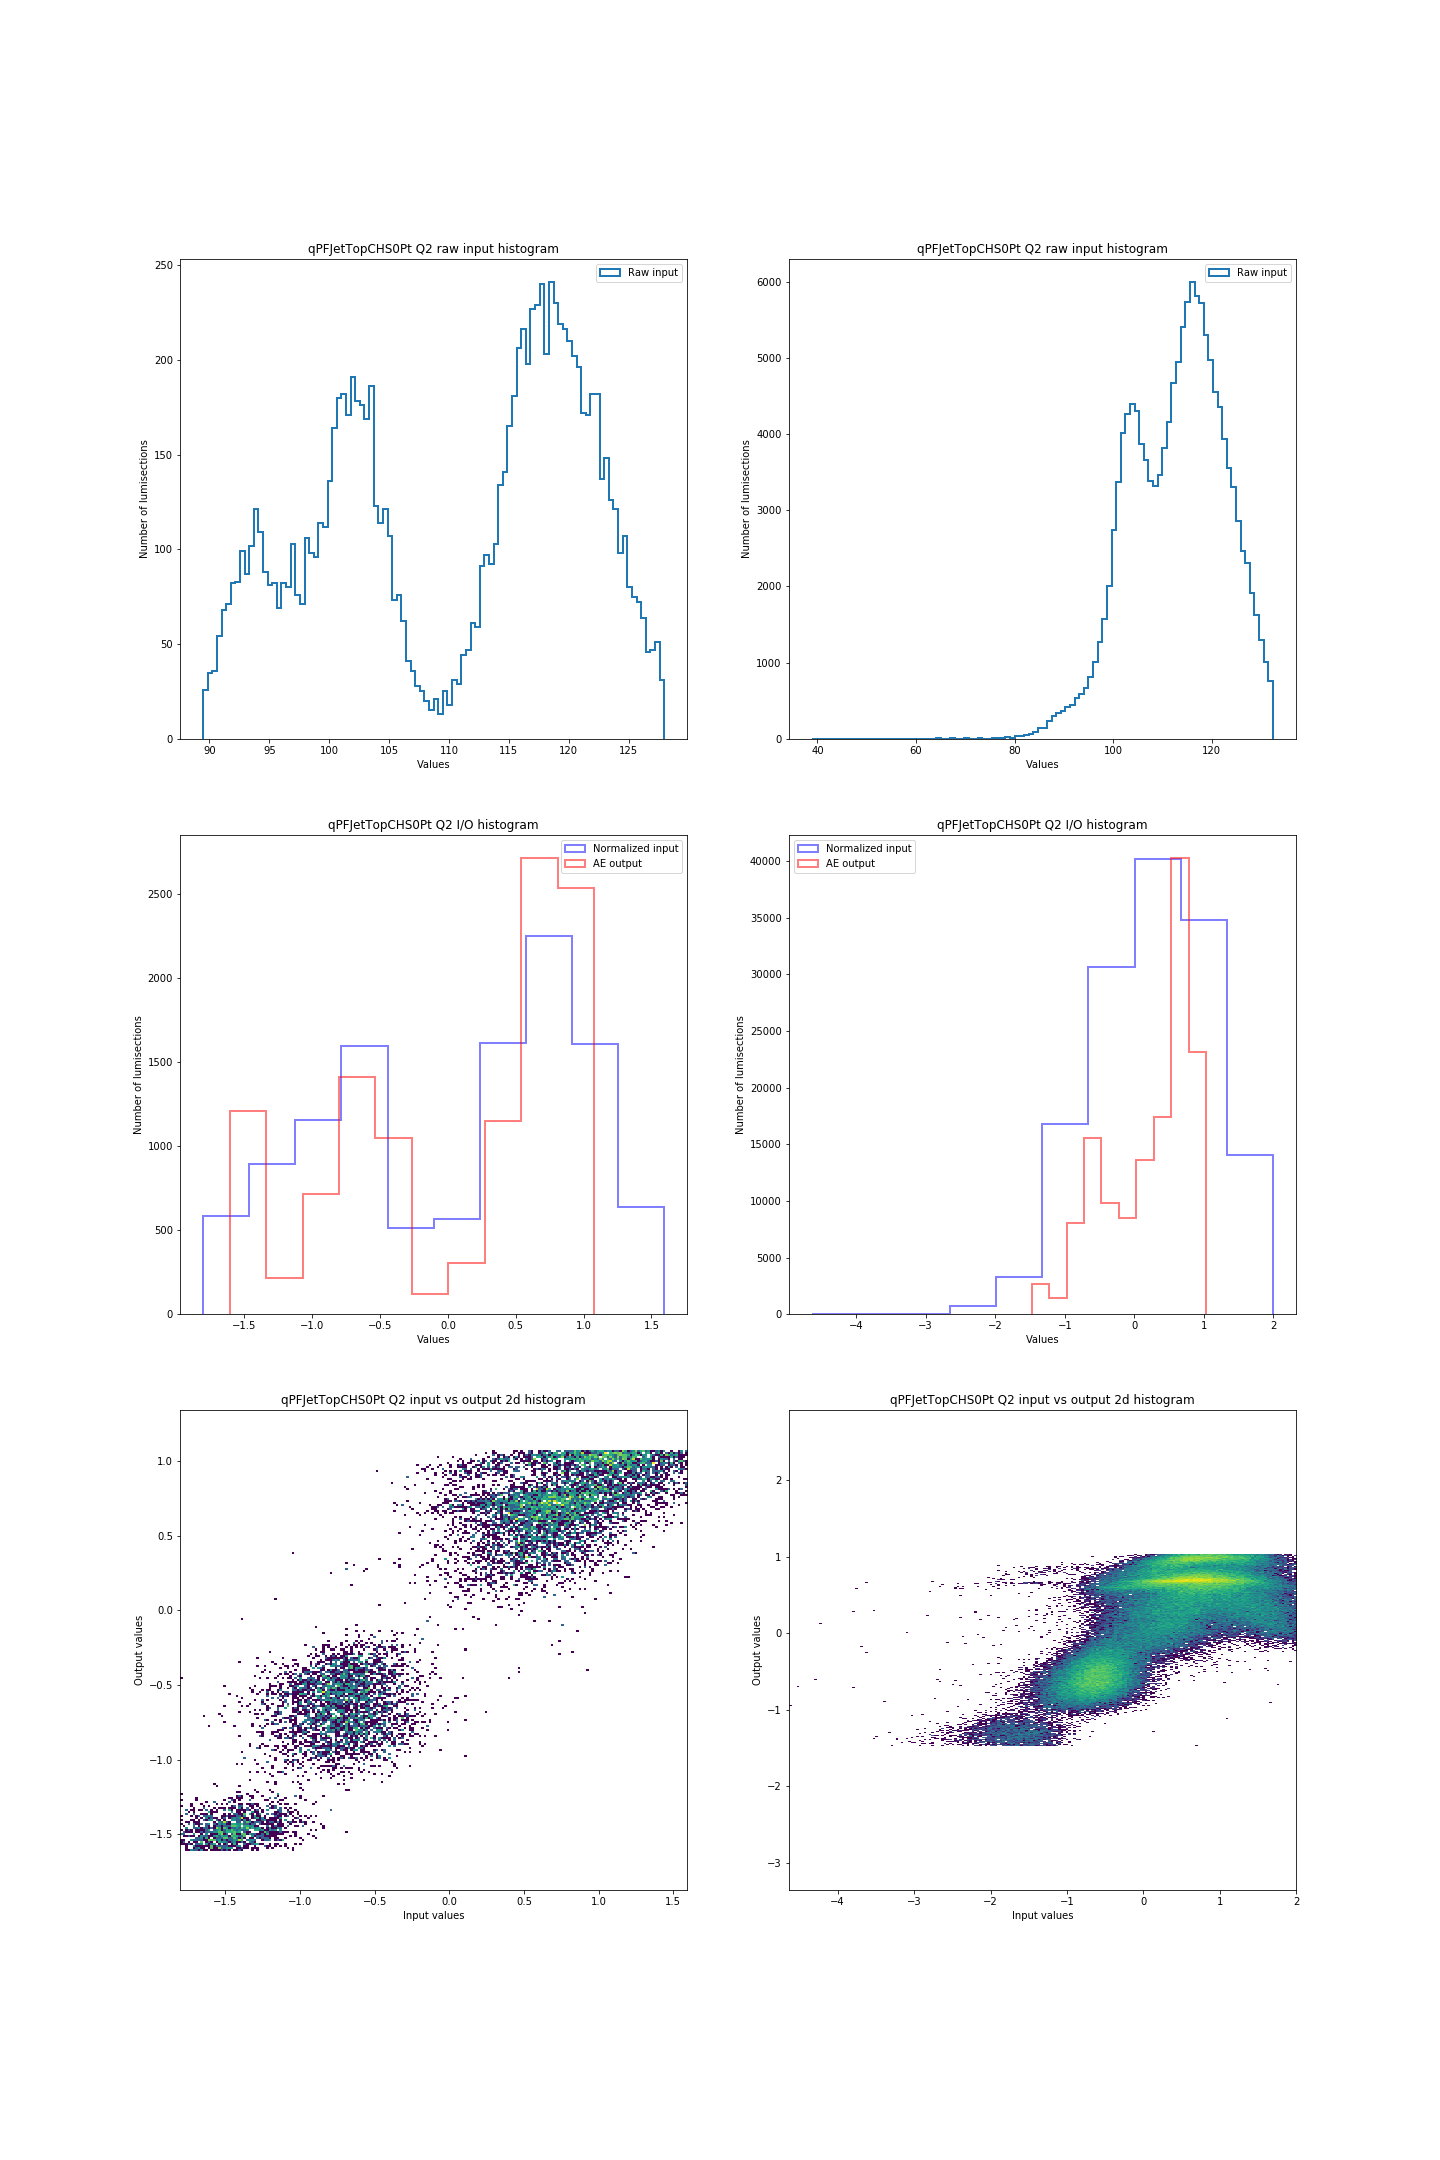 qPFJetTopCHS0Pt Q2 raw input histogram
Raw input
250
200
150
100
50
0
Number of lumisections
90 95 100 105 110 115 120 125
Values
qPFJetTopCHS0Pt Q2 raw input histogram
Raw input
6000
5000
4000
3000
2000
1000
0
Number of lumisections
40 60 80 100 120
Values
qPFJetTopCHS0Pt Q2 I/O histogram
Normalized input
AE output
2500
2000
1500
1000
500
0
Number of lumisections
−1.5 −1.0 −0.5 0.0 0.5 1.0 1.5
Values
qPFJetTopCHS0Pt Q2 I/O histogram
Normalized input
AE output
40000
35000
30000
25000
20000
15000
10000
5000
0
Number of lumisections
−4 −3 −2 −1 0 1 2
Values
qPFJetTopCHS0Pt Q2 input vs output 2d histogram
1.0
0.5
0.0
−0.5
−1.0
−1.5
Output values
−1.5 −1.0 −0.5 0.0 0.5 1.0 1.5
Input values
qPFJetTopCHS0Pt Q2 input vs output 2d histogram
2
1
0
−1
−2
−3
Output values
−4 −3 −2 −1 0 1 2
Input values